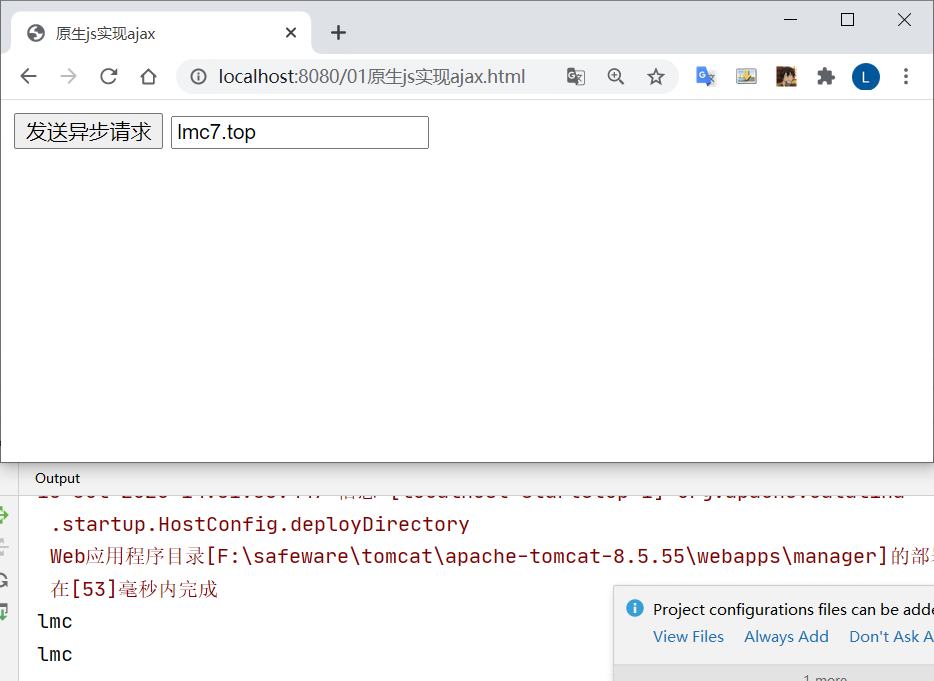 原生js实现ajax
localhost:8080/01原生js实现ajax.html
L
发送异步请求
lmc7.top
Output
.startup.HostConfig.deployDirectory
Web应用程序目录[F:\safeware\tomcat\apache-tomcat-8.5.55\webapps\manager]的部
在[53]毫秒内完成
lmc
lmc
Project configurations files can be adde
View Files Always Add Don't Ask A
1 more